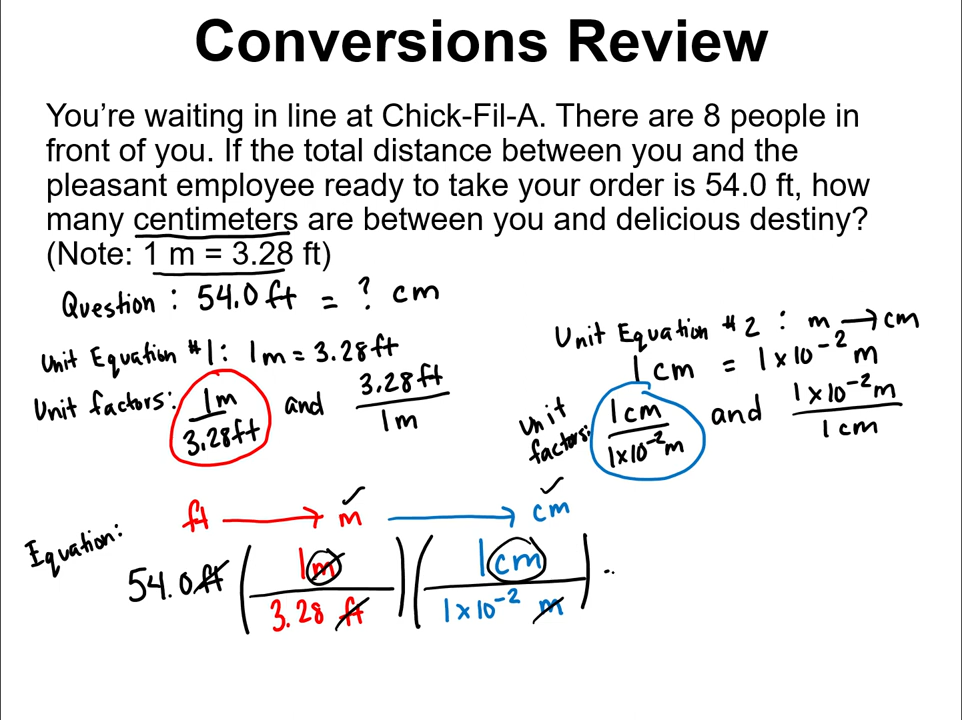 Conversions Review
You're waiting in line at Chick-Fil-A. There are 8 people in
front of you. If the total distance between you and the
pleasant employee ready to take your order is 54.0 ft, how
many centimeters are between you and delicious destiny?
(Note: 1 m = 3.28 ft)
Question : 54.0 ft = ? cm
Unit Equation #1: 1m = 3.28ft
Unit factors: 1m / 3.28ft and 3.28ft / 1m
Unit Equation #2 : m → cm
1 cm = 1x10⁻² m
Unit factors: 1cm / 1x10⁻²m and 1x10⁻²m / 1cm
ft → m → cm
Equation:
54.0ft (1m / 3.28 ft) (1cm / 1x10⁻² m)